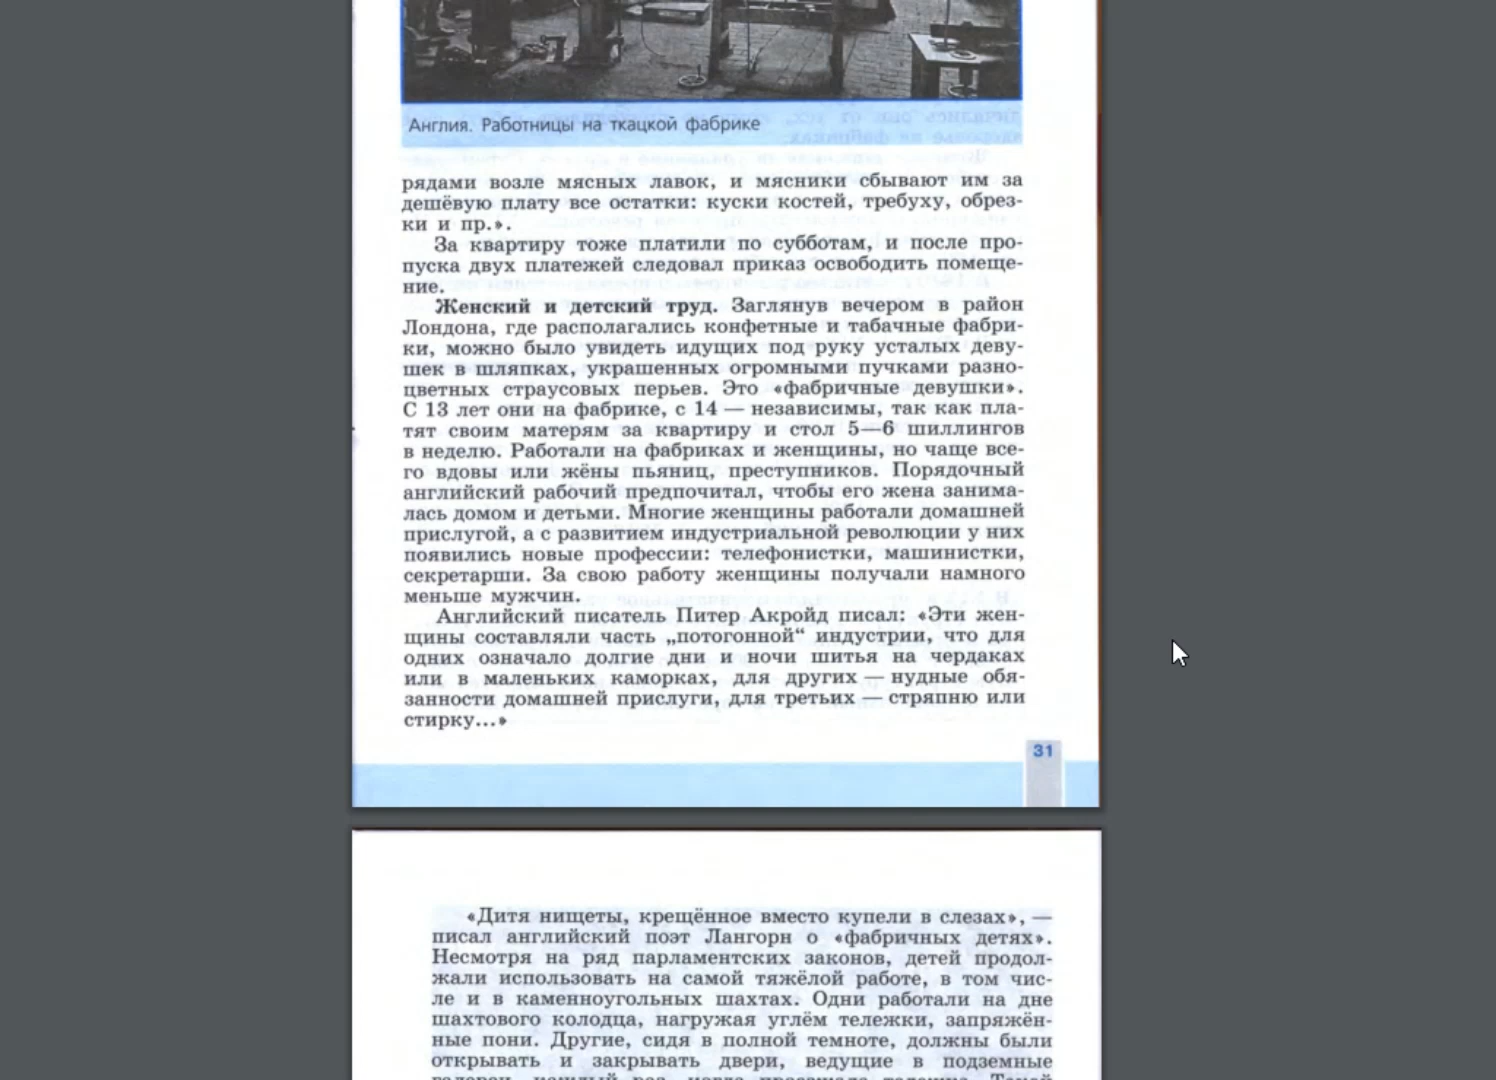 Англия. Работницы на ткацкой фабрике
рядами возле мясных лавок, и мясники сбывают им за
дешёвую плату все остатки: куски костей, требуху, обрез-
ки и пр.».
За квартиру тоже платили по субботам, и после про-
пуска двух платежей следовал приказ освободить помеще-
ние.
Женский и детский труд. Заглянув вечером в район
Лондона, где располагались конфетные и табачные фабри-
ки, можно было увидеть идущих под руку усталых деву-
шек в шляпках, украшенных огромными пучками разно-
цветных страусовых перьев. Это «фабричные девушки».
С 13 лет они на фабрике, с 14 — независимы, так как пла-
тят своим матерям за квартиру и стол 5—6 шиллингов
в неделю. Работали на фабриках и женщины, но чаще все-
го вдовы или жёны пьяниц, преступников. Порядочный
английский рабочий предпочитал, чтобы его жена занима-
лась домом и детьми. Многие женщины работали домашней
прислугой, а с развитием индустриальной революции у них
появились новые профессии: телефонистки, машинистки,
секретарши. За свою работу женщины получали намного
меньше мужчин.
Английский писатель Питер Акройд писал: «Эти жен-
щины составляли часть „потогонной“ индустрии, что для
одних означало долгие дни и ночи шитья на чердаках
или в маленьких каморках, для других — нудные обя-
занности домашней прислуги, для третьих — стряпню или
стирку...»
31
«Дитя нищеты, крещённое вместо купели в слезах», —
писал английский поэт Лангорн о «фабричных детях».
Несмотря на ряд парламентских законов, детей продол-
жали использовать на самой тяжёлой работе, в том чис-
ле и в каменноугольных шахтах. Одни работали на дне
шахтового колодца, нагружая углём тележки, запряжён-
ные пони. Другие, сидя в полной темноте, должны были
открывать и закрывать двери, ведущие в подземные